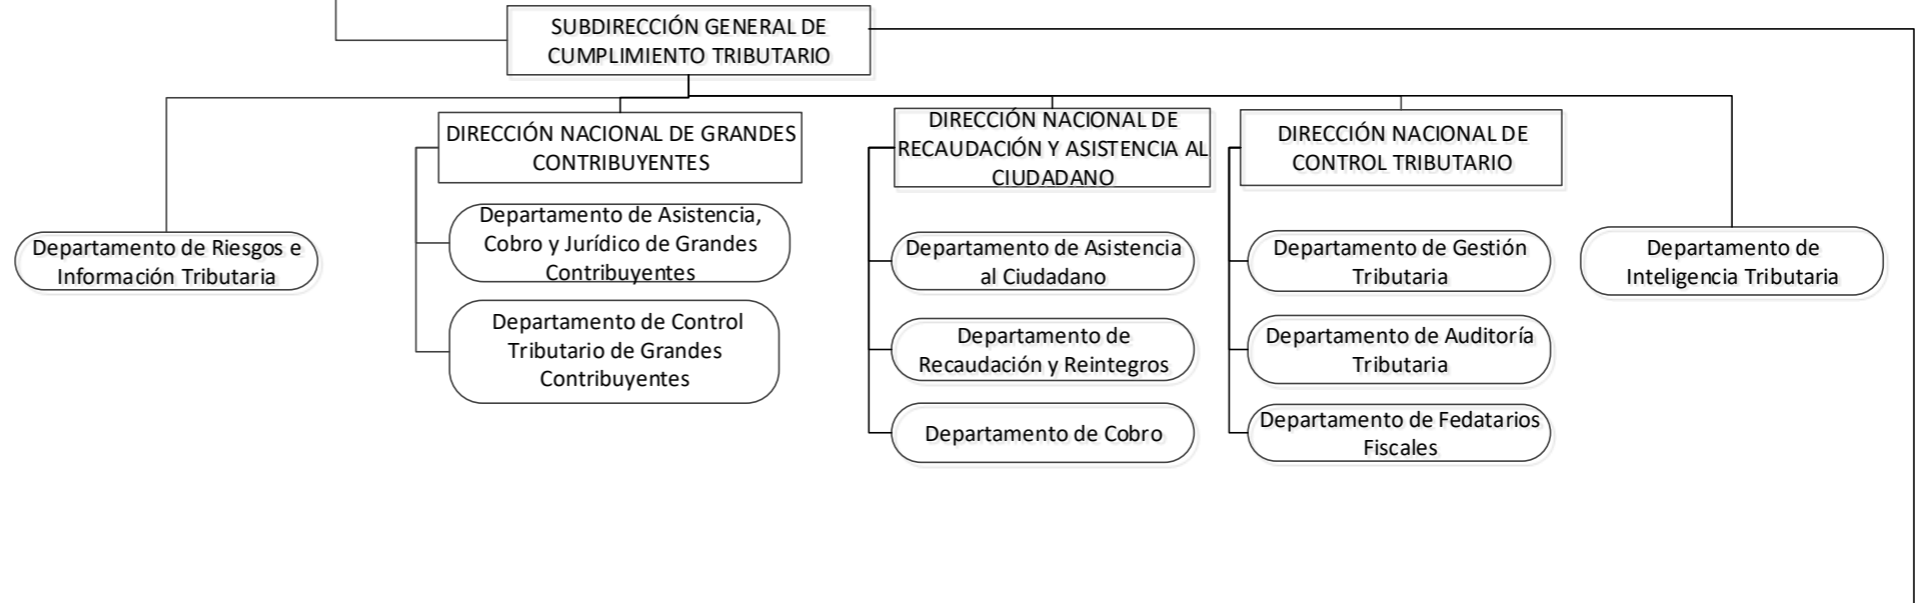 SUBDIRECCIÓN GENERAL DE
CUMPLIMIENTO TRIBUTARIO
Departamento de Riesgos e
Información Tributaria
DIRECCIÓN NACIONAL DE GRANDES
CONTRIBUYENTES
Departamento de Asistencia,
Cobro y Jurídico de Grandes
Contribuyentes
Departamento de Control
Tributario de Grandes
Contribuyentes
DIRECCIÓN NACIONAL DE
RECAUDACIÓN Y ASISTENCIA AL
CIUDADANO
Departamento de Asistencia
al Ciudadano
Departamento de
Recaudación y Reintegros
Departamento de Cobro
DIRECCIÓN NACIONAL DE
CONTROL TRIBUTARIO
Departamento de Gestión
Tributaria
Departamento de Auditoría
Tributaria
Departamento de Fedatarios
Fiscales
Departamento de
Inteligencia Tributaria